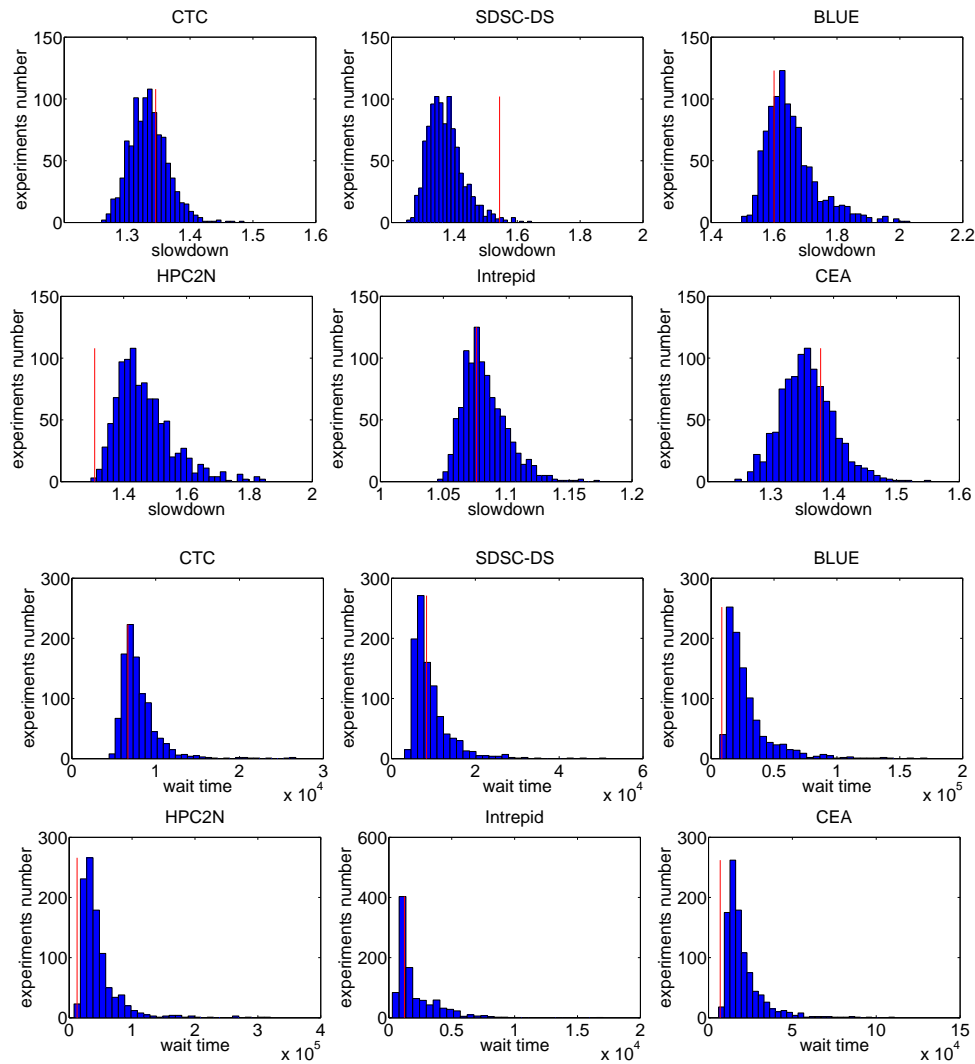 CTC
SDSC-DS
BLUE
150
100
50
0
1.3
1.4
1.5
1.6
slowdown
experiments number
150
100
50
0
1.4
1.6
1.8
2
slowdown
experiments number
150
100
50
0
1.4
1.6
1.8
2
2.2
slowdown
experiments number
HPC2N
Intrepid
CEA
150
100
50
0
1.4
1.6
1.8
2
slowdown
experiments number
150
100
50
0
1
1.05
1.1
1.15
1.2
slowdown
experiments number
150
100
50
0
1.3
1.4
1.5
1.6
slowdown
experiments number
CTC
SDSC-DS
BLUE
300
200
100
0
0
1
2
3
wait time
x 10^4
experiments number
300
200
100
0
0
2
4
6
wait time
x 10^4
experiments number
300
200
100
0
0
0.5
1
1.5
2
wait time
x 10^5
experiments number
HPC2N
Intrepid
CEA
300
200
100
0
0
1
2
3
4
wait time
x 10^5
experiments number
600
400
200
0
0
0.5
1
1.5
2
wait time
x 10^4
experiments number
300
200
100
0
0
5
10
15
wait time
x 10^4
experiments number